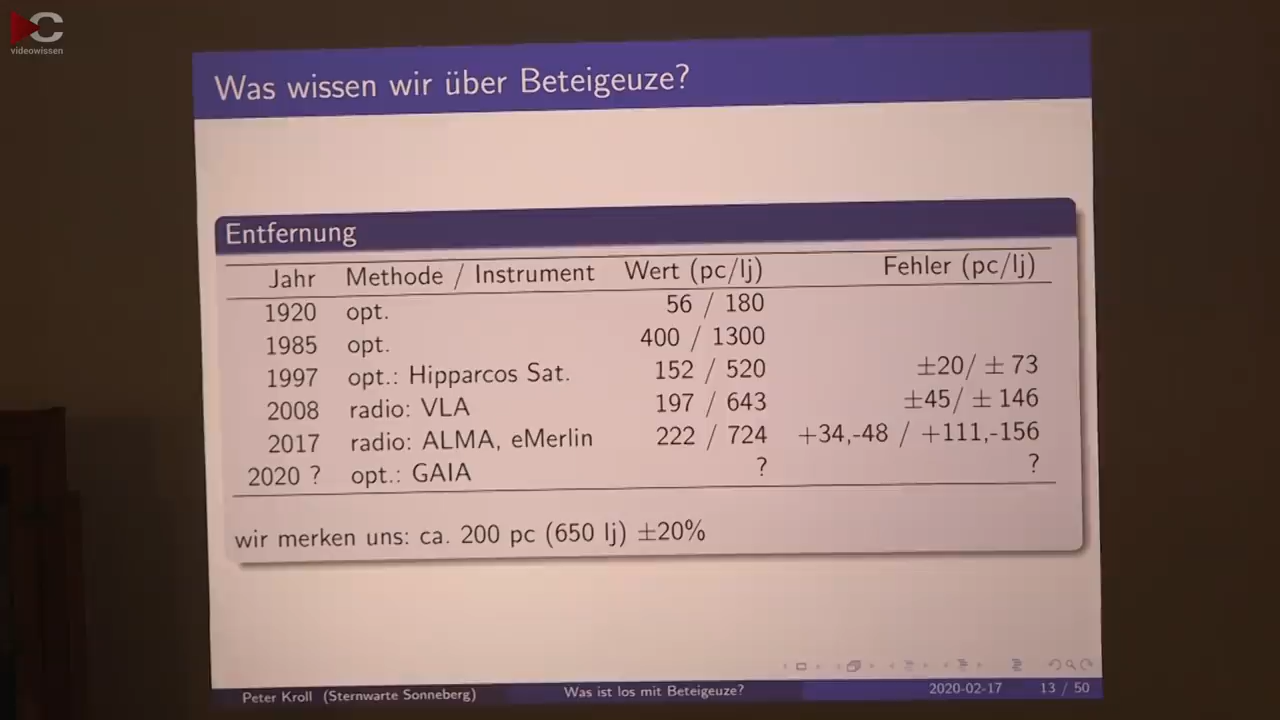 videowissen
Was wissen wir über Beteigeuze?
Entfernung
Jahr Methode / Instrument Wert (pc/lj) Fehler (pc/lj)
1920 opt. 56 / 180
1985 opt. 400 / 1300
1997 opt.: Hipparcos Sat. 152 / 520 ±20/ ± 73
2008 radio: VLA 197 / 643 ±45/ ± 146
2017 radio: ALMA, eMerlin 222 / 724 +34,-48 / +111,-156
2020 ? opt.: GAIA ? ?
wir merken uns: ca. 200 pc (650 lj) ±20%
Peter Kroll (Sternwarte Sonneberg) Was ist los mit Beteigeuze? 2020-02-17 13 / 50